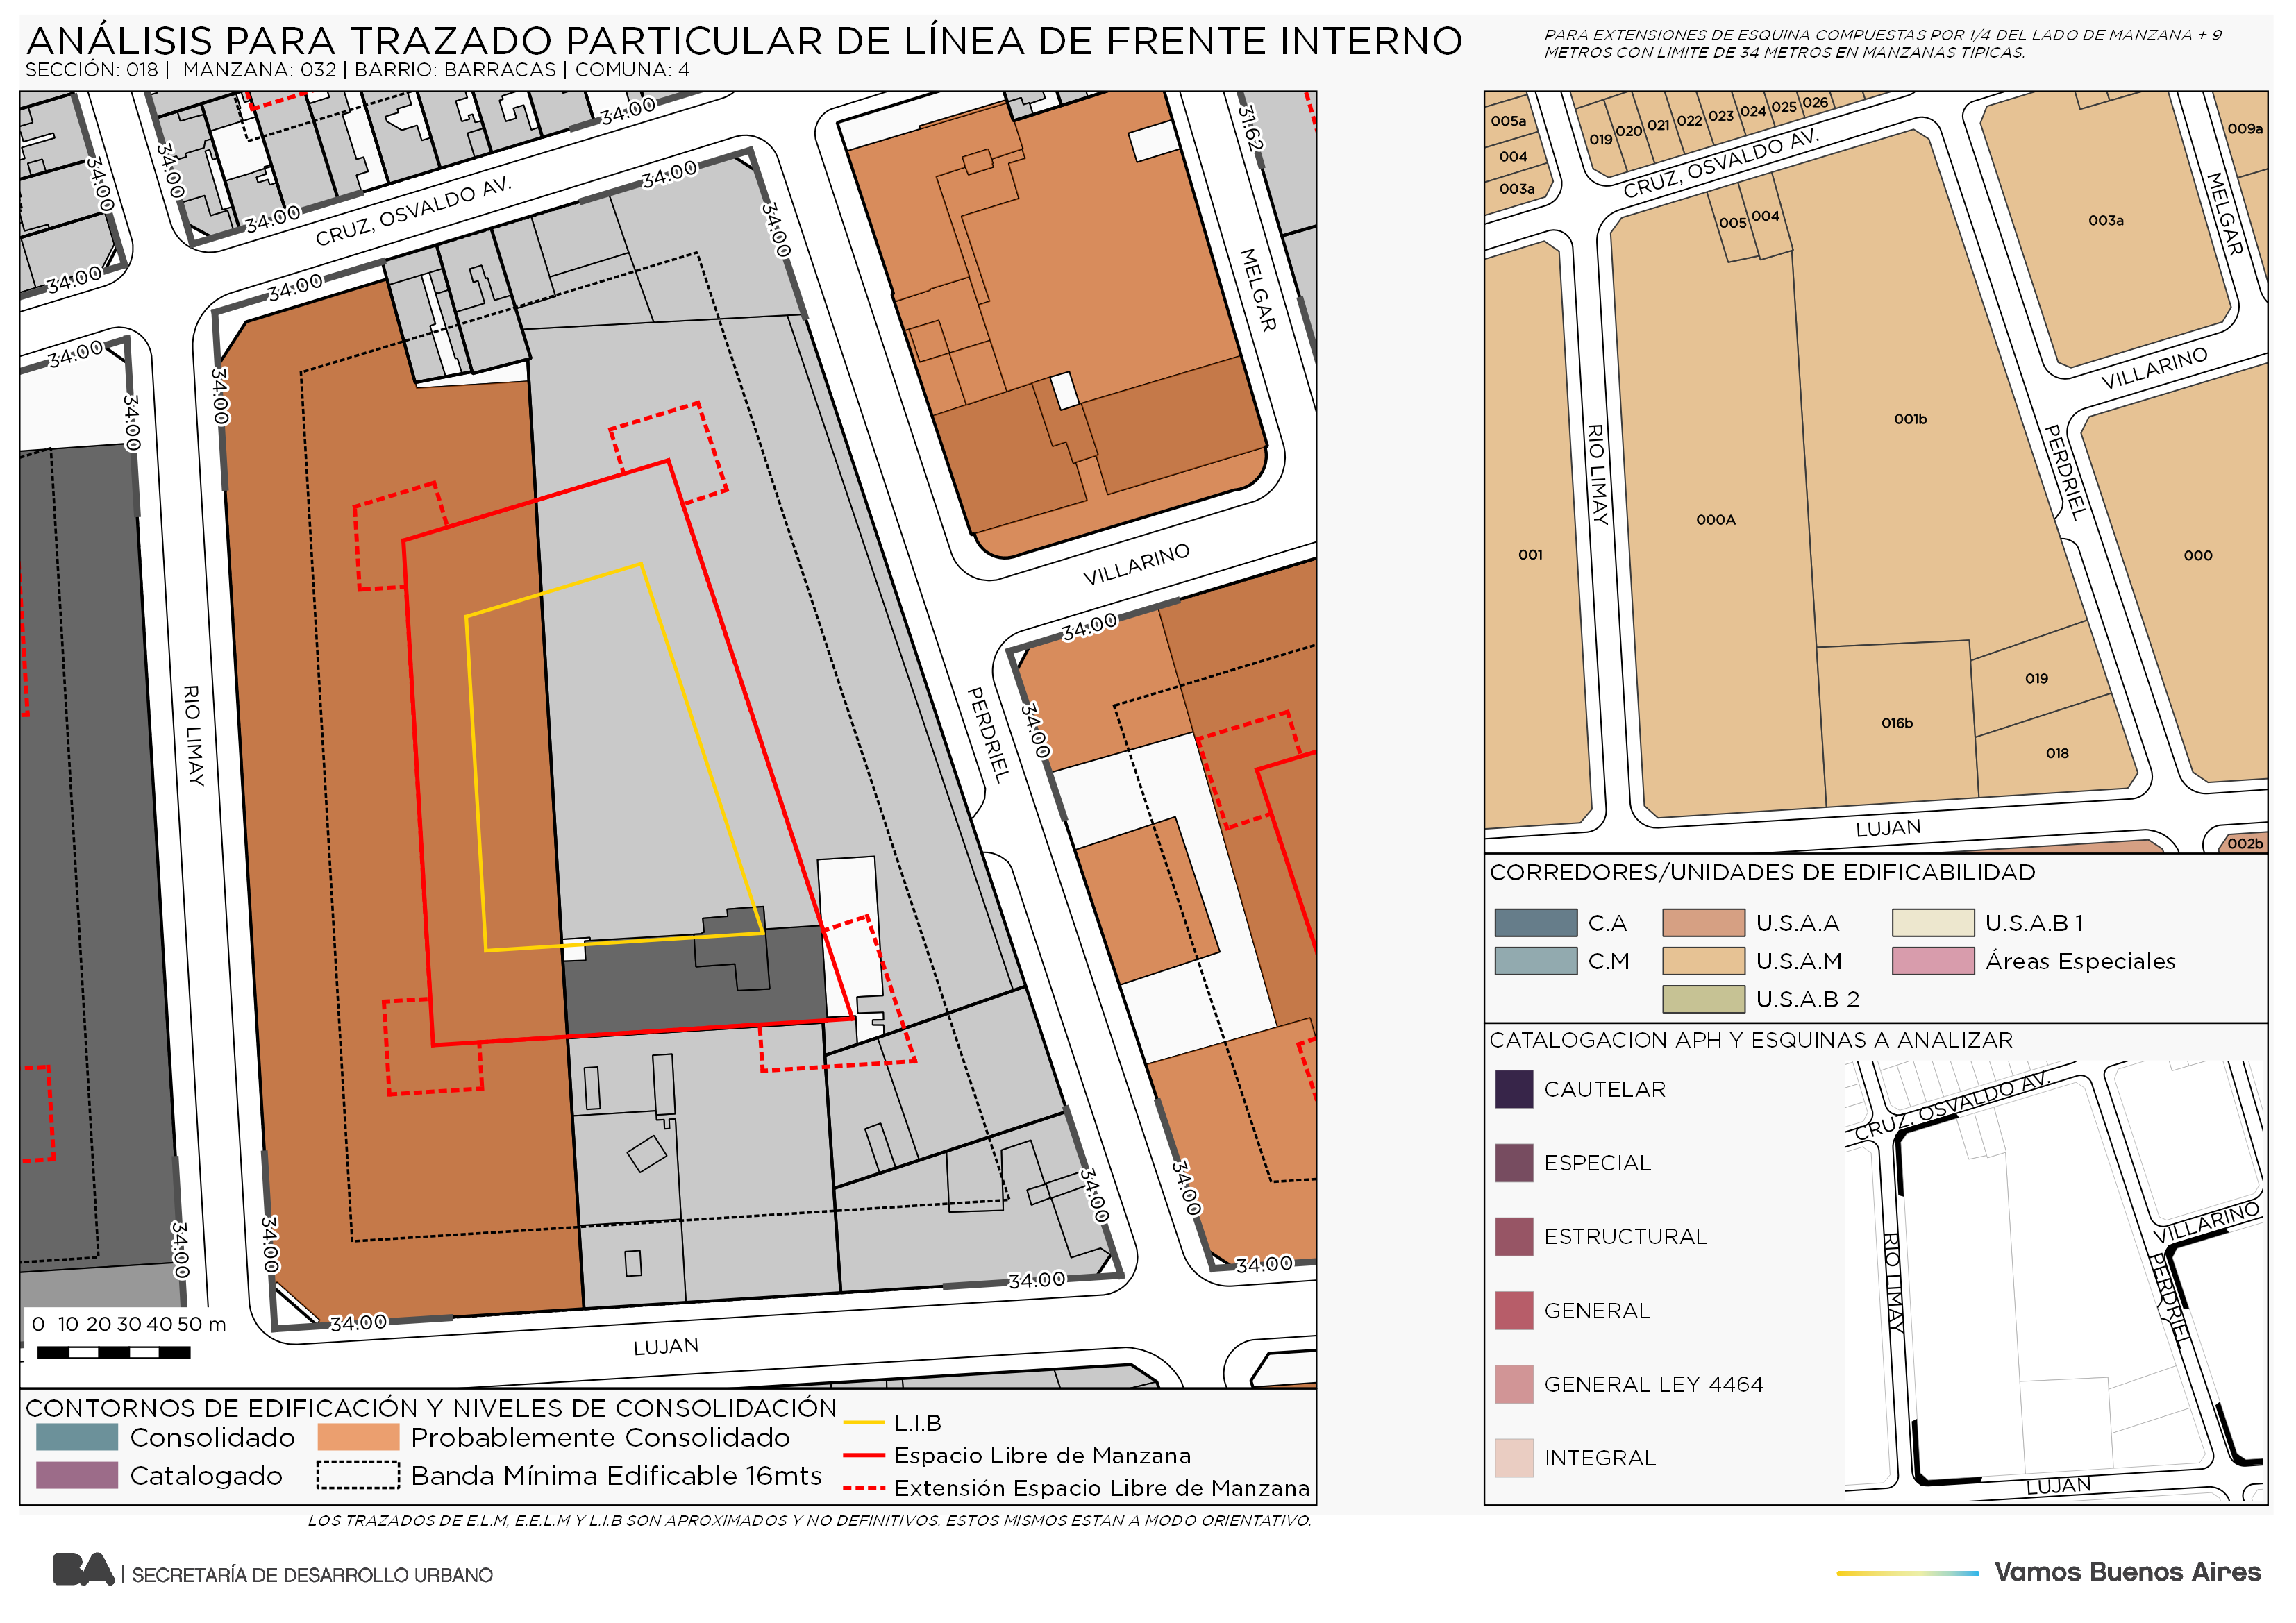 ANÁLISIS PARA TRAZADO PARTICULAR DE LÍNEA DE FRENTE INTERNO
SECCIÓN: 018 | MANZANA: 032 | BARRIO: BARRACAS | COMUNA: 4
PARA EXTENSIONES DE ESQUINA COMPUESTAS POR 1/4 DEL LADO DE MANZANA + 9
METROS CON LIMITE DE 34 METROS EN MANZANAS TIPICAS.
34:00
34:00
34:00
34:00
31.62
34:00
CRUZ, OSVALDO AV.
34:00
34:00
34:00
34:00
MELGAR
34:00
34:00
34:00
VILLARINO
34:00
RIO LIMAY
PERDRIEL
34:00
34:00
34:00
34:00
34:00
34:00
34:00
34:00
LUJAN
0 10 20 30 40 50 m
CONTORNOS DE EDIFICACIÓN Y NIVELES DE CONSOLIDACIÓN
Consolidado
Probablemente Consolidado
Catalogado
Banda Mínima Edificable 16mts
L.I.B
Espacio Libre de Manzana
Extensión Espacio Libre de Manzana
LOS TRAZADOS DE E.L.M, E.E.L.M Y L.I.B SON APROXIMADOS Y NO DEFINITIVOS. ESTOS MISMOS ESTAN A MODO ORIENTATIVO.
005a
004
003a
019
020
021
022
023
024
025
026
009a
CRUZ, OSVALDO AV.
MELGAR
005
004
003a
VILLARINO
001b
RIO LIMAY
PERDRIEL
000A
001
000
019
016b
018
LUJAN
002b
CORREDORES/UNIDADES DE EDIFICABILIDAD
C.A
U.S.A.A
U.S.A.B 1
C.M
U.S.A.M
Áreas Especiales
U.S.A.B 2
CATALOGACION APH Y ESQUINAS A ANALIZAR
CAUTELAR
ESPECIAL
ESTRUCTURAL
GENERAL
GENERAL LEY 4464
INTEGRAL
CRUZ, OSVALDO AV.
VILLARINO
RIO LIMAY
PERDRIEL
LUJAN
BA | SECRETARÍA DE DESARROLLO URBANO
Vamos Buenos Aires